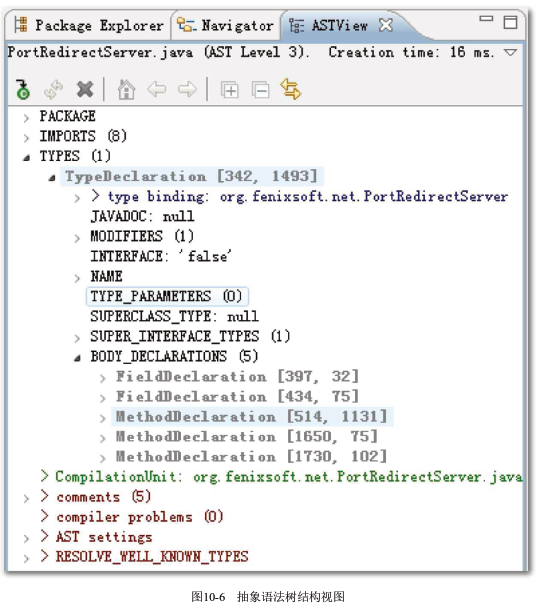 Package Explorer Navigator ASTView
PortRedirectServer.java (AST Level 3). Creation time: 16 ms.
> PACKAGE
> IMPORTS (8)
TYPES (1)
TypeDeclaration [342, 1493]
> > type binding: org.fenixsoft.net.PortRedirectServer
JAVADOC: null
> MODIFIERS (1)
INTERFACE: 'false'
> NAME
TYPE_PARAMETERS (0)
SUPERCLASS_TYPE: null
> SUPER_INTERFACE_TYPES (1)
BODY_DECLARATIONS (5)
> FieldDeclaration [397, 32]
> FieldDeclaration [434, 75]
> MethodDeclaration [514, 1131]
> MethodDeclaration [1650, 75]
> MethodDeclaration [1730, 102]
> CompilationUnit: org.fenixsoft.net.PortRedirectServer.java
> > comments (5)
> compiler problems (0)
> > AST settings
> > RESOLVE_WELL_KNOWN_TYPES
图10-6 抽象语法树结构视图